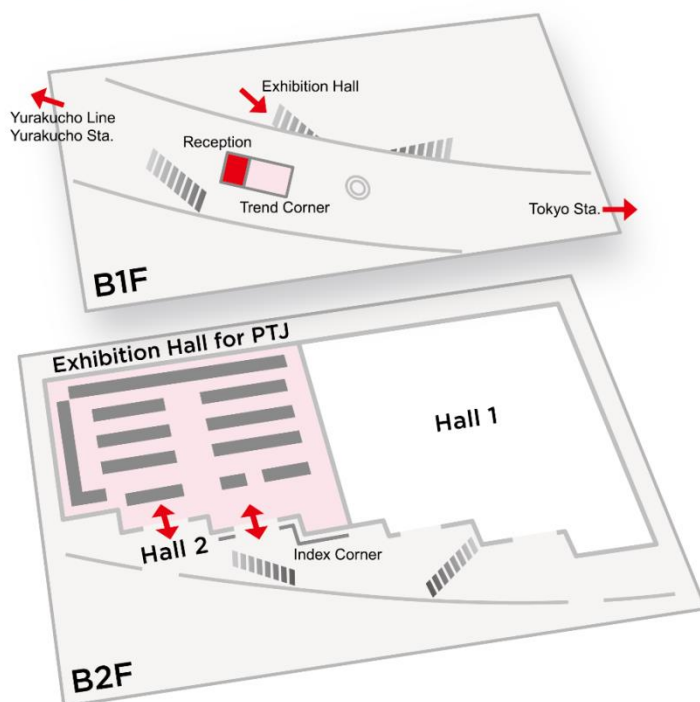 Exhibition Hall
Yurakucho Line
Yurakucho Sta.
Reception
Trend Corner
Tokyo Sta.
B1F
Exhibition Hall for PTJ
Hall 1
Hall 2
Index Corner
B2F